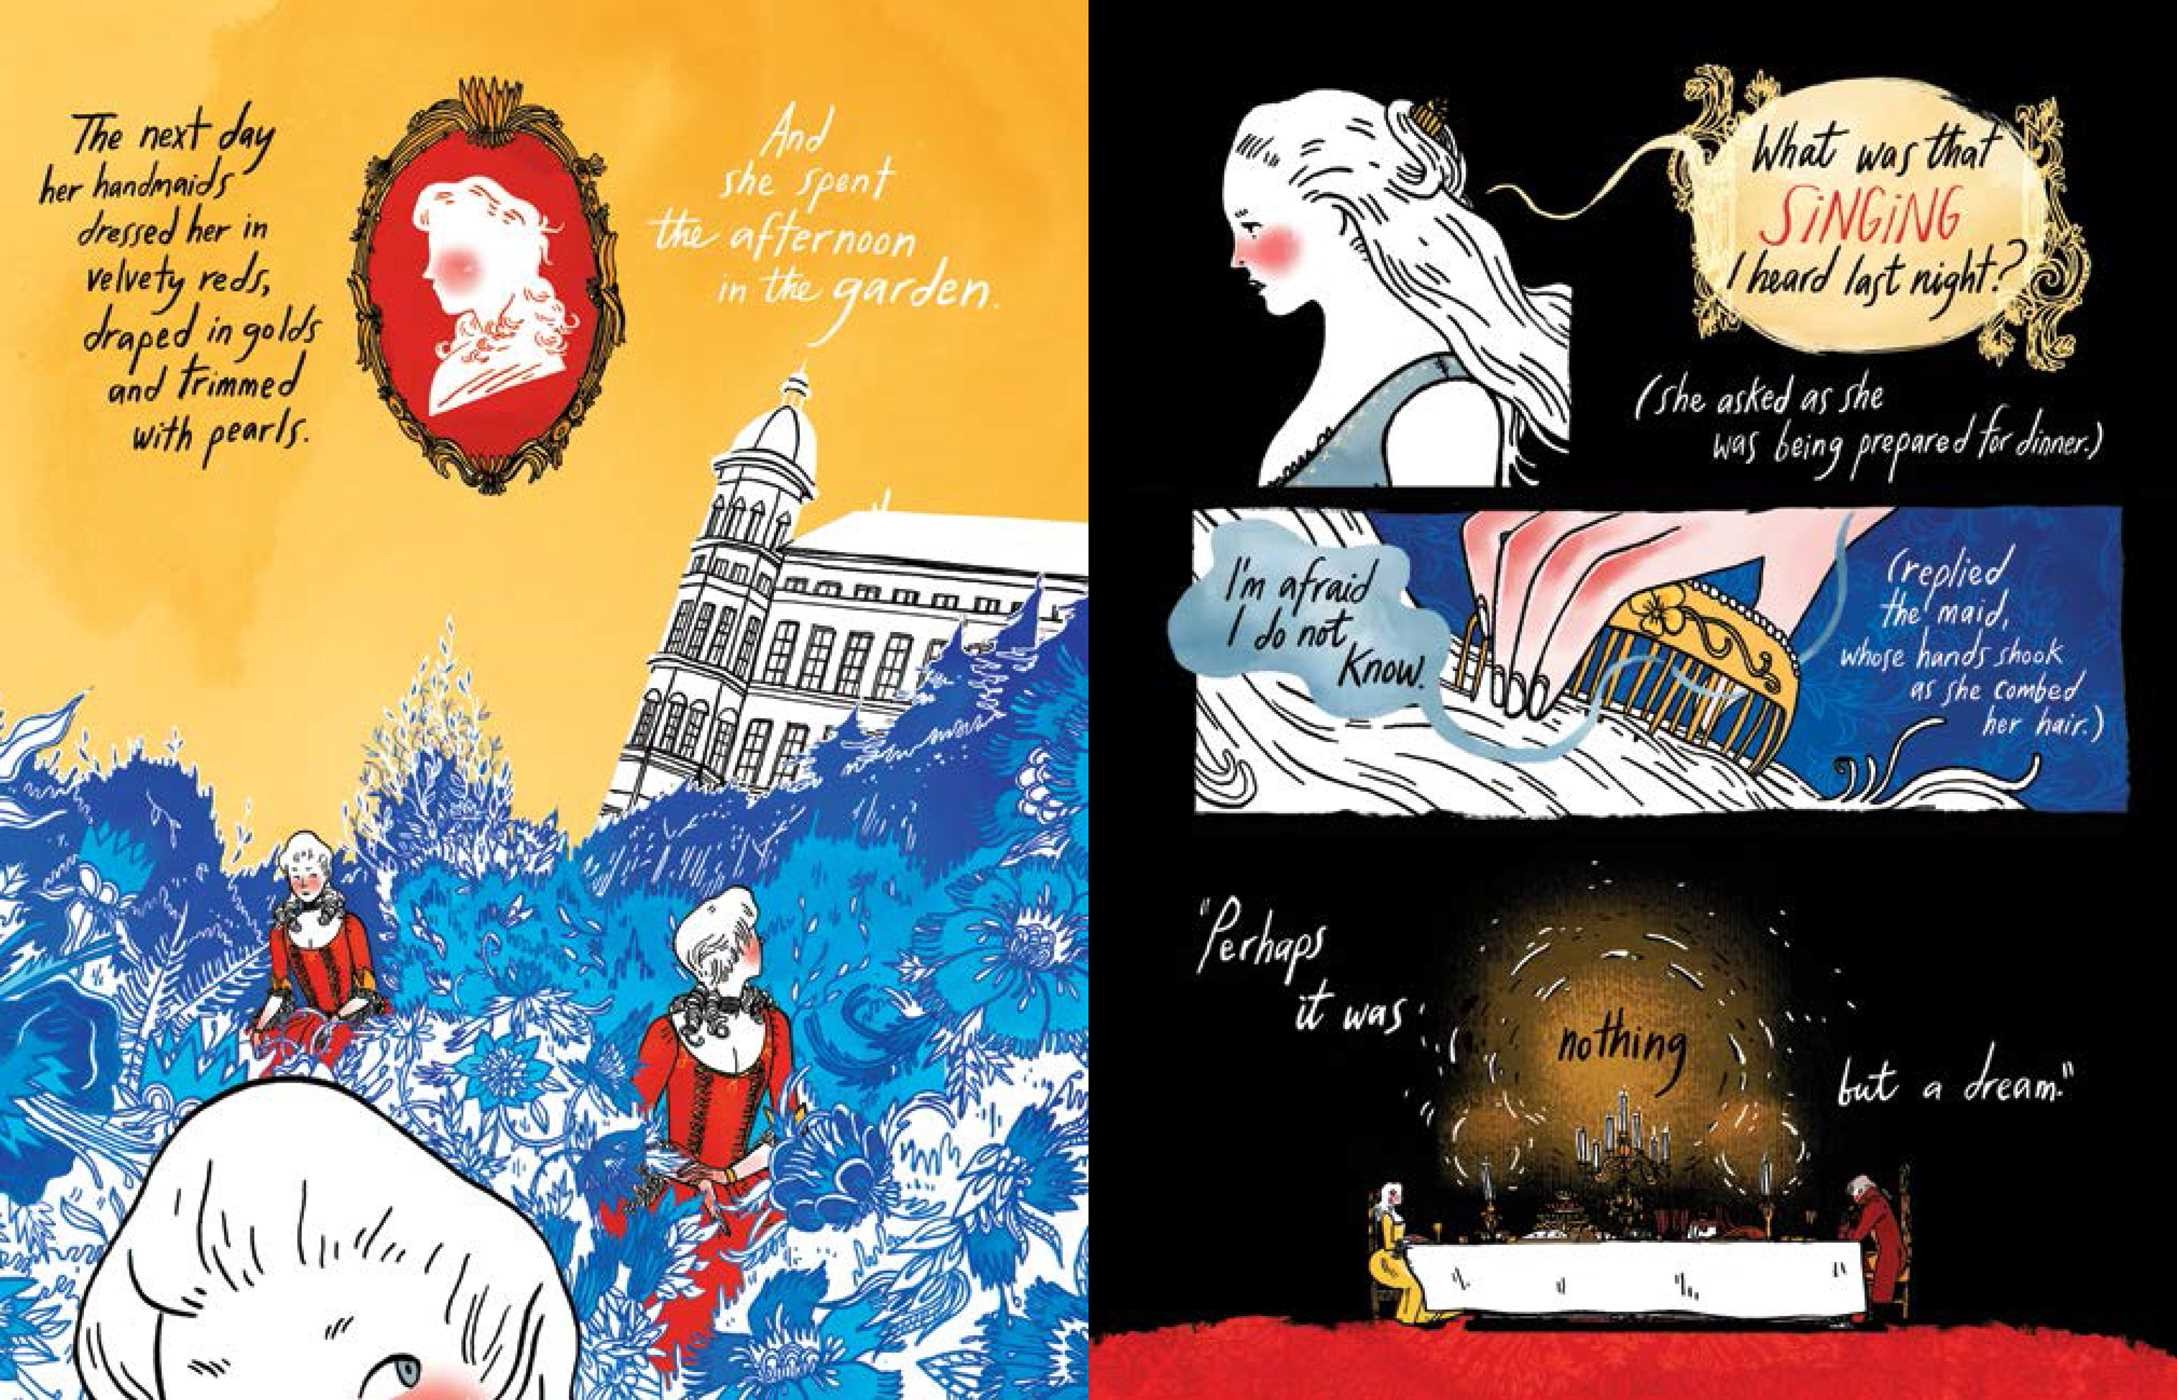 The next day
her handmaids
dressed her in
velvety reds,
draped in golds
and trimmed
with pearls.
And
she spent
the afternoon
in the garden.
What was that
SiNGiNG
I heard last night?
(she asked as she
was being prepared for dinner.)
I'm afraid
I do not
Know.
(replied
the maid,
whose hands shook
as she combed
her hair.)
"Perhaps
it was
nothing
but a dream."